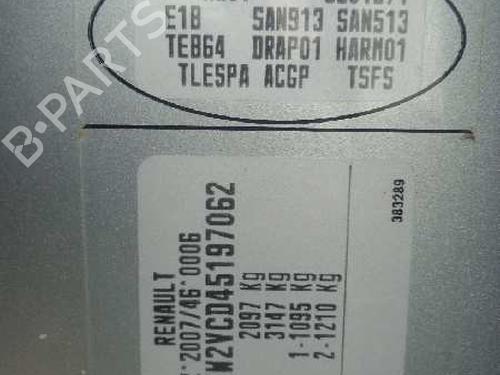 E1B SAN913 SAN513
TEB64 DRAP01 HARM01
TLESPA ACGP TSFS
RENAULT
*2007/46*0006
W2VCD45197062
2097 Kg
3147 Kg
1-1095 Kg
2-1210 Kg
383289
B-PARTS